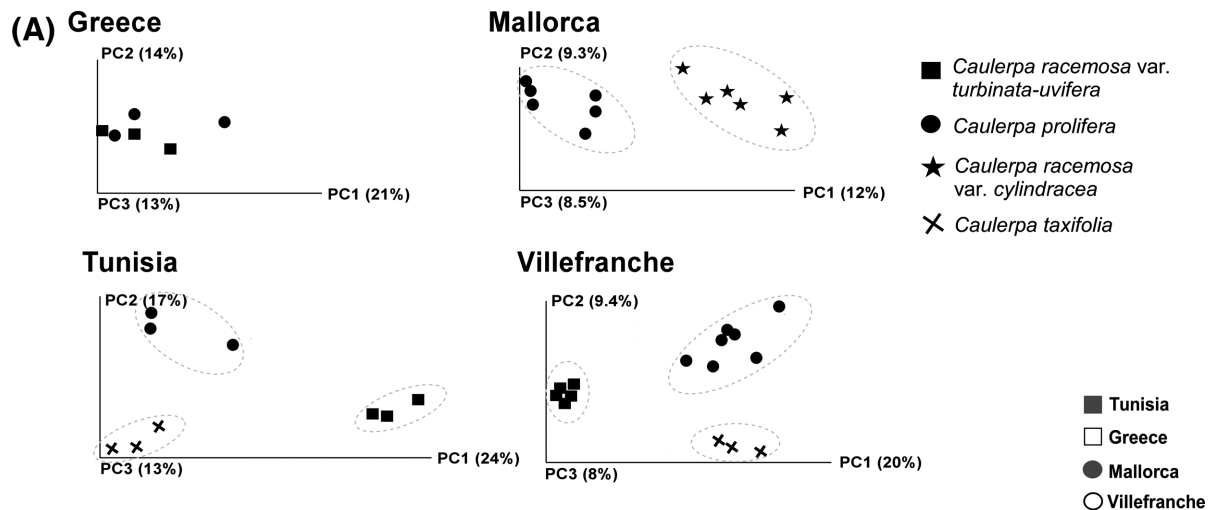 (A)
Greece
PC2 (14%)
PC1 (21%)
PC3 (13%)
Mallorca
PC2 (9.3%)
PC1 (12%)
PC3 (8.5%)
Caulerpa racemosa var.
turbinata-uvifera
Caulerpa prolifera
Caulerpa racemosa
var. cylindracea
Caulerpa taxifolia
Tunisia
PC2 (17%)
PC1 (24%)
PC3 (13%)
Villefranche
PC2 (9.4%)
PC1 (20%)
PC3 (8%)
Tunisia
Greece
Mallorca
Villefranche